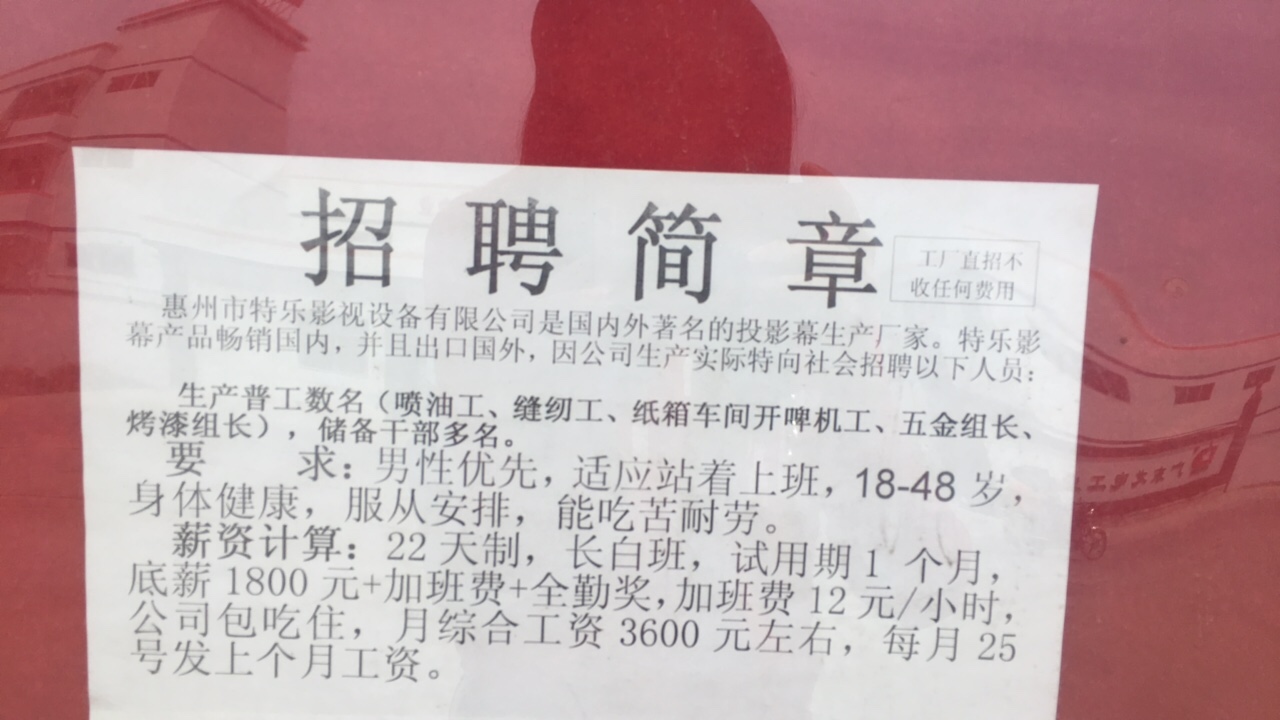 招聘简章
工厂直招不
收任何费用
惠州市特乐影视设备有限公司是国内外著名的投影幕生产厂家。特乐影
幕产品畅销国内，并且出口国外，因公司生产实际特向社会招聘以下人员：
生产普工数名（喷油工、缝纫工、纸箱车间开啤机工、五金组长、
烤漆组长），储备干部多名。
要 求：男性优先，适应站着上班，18-48 岁，
身体健康，服从安排，能吃苦耐劳。
薪资计算：22 天制，长白班，试用期 1 个月，
底薪 1800 元+加班费+全勤奖，加班费 12 元/小时，
公司包吃住，月综合工资 3600 元左右，每月 25
号发上个月工资。